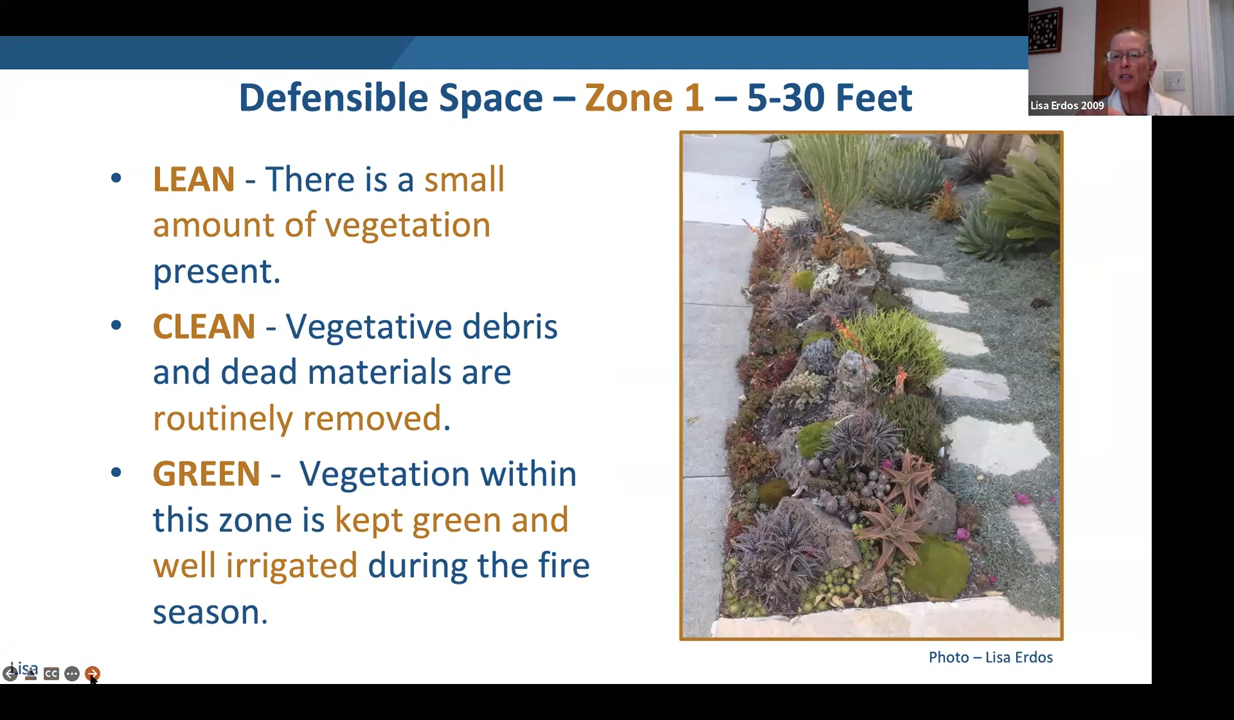 Defensible Space – Zone 1 – 5-30 Feet
Lisa Erdos 2009
• LEAN - There is a small
amount of vegetation
present.
• CLEAN - Vegetative debris
and dead materials are
routinely removed.
• GREEN - Vegetation within
this zone is kept green and
well irrigated during the fire
season.
Photo – Lisa Erdos
Lisa
CC